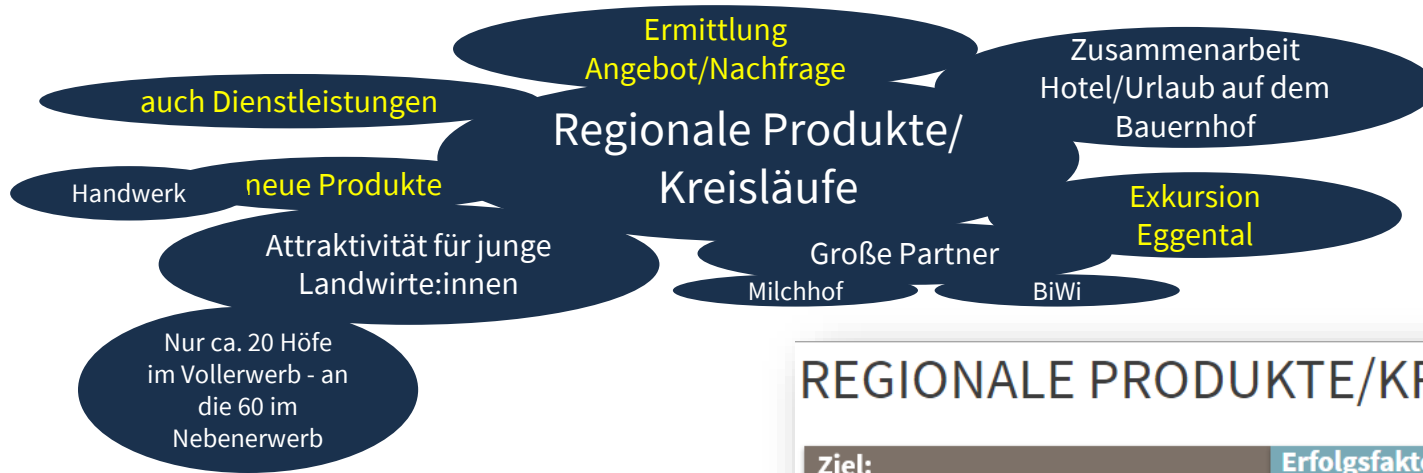 Ermittlung
Angebot/Nachfrage
Zusammenarbeit
Hotel/Urlaub auf dem
Bauernhof
auch Dienstleistungen
Regionale Produkte/
Kreisläufe
Handwerk
neue Produkte
Exkursion
Eggental
Attraktivität für junge
Landwirte:innen
Große Partner
Milchhof
BiWi
Nur ca. 20 Höfe
im Vollerwerb - an
die 60 im
Nebenerwerb
REGIONALE PRODUKTE/
Ziel: